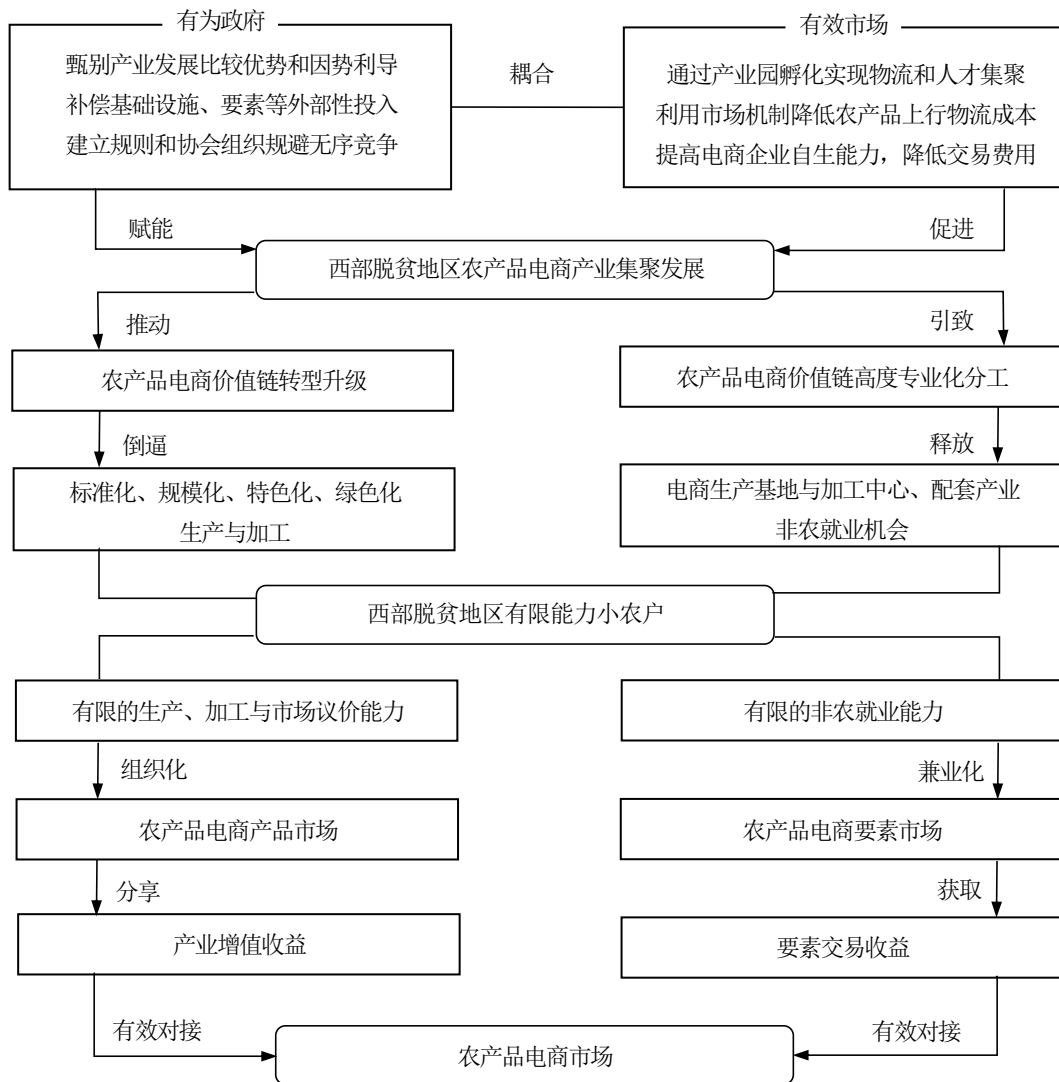 有为政府
有效市场
甄别产业发展比较优势和因势利导
补偿基础设施、要素等外部性投入
建立规则和协会组织规避无序竞争
耦合
通过产业园孵化实现物流和人才集聚
利用市场机制降低农产品上行物流成本
提高电商企业自生能力，降低交易费用
赋能
促进
西部脱贫地区农产品电商产业集聚发展
推动
引致
农产品电商价值链转型升级
农产品电商价值链高度专业化分工
倒逼
释放
标准化、规模化、特色化、绿色化
生产与加工
电商生产基地与加工中心、配套产业
非农就业机会
西部脱贫地区有限能力小农户
有限的生产、加工与市场议价能力
有限的非农就业能力
组织化
兼业化
农产品电商产品市场
农产品电商要素市场
分享
获取
产业增值收益
要素交易收益
有效对接
有效对接
农产品电商市场